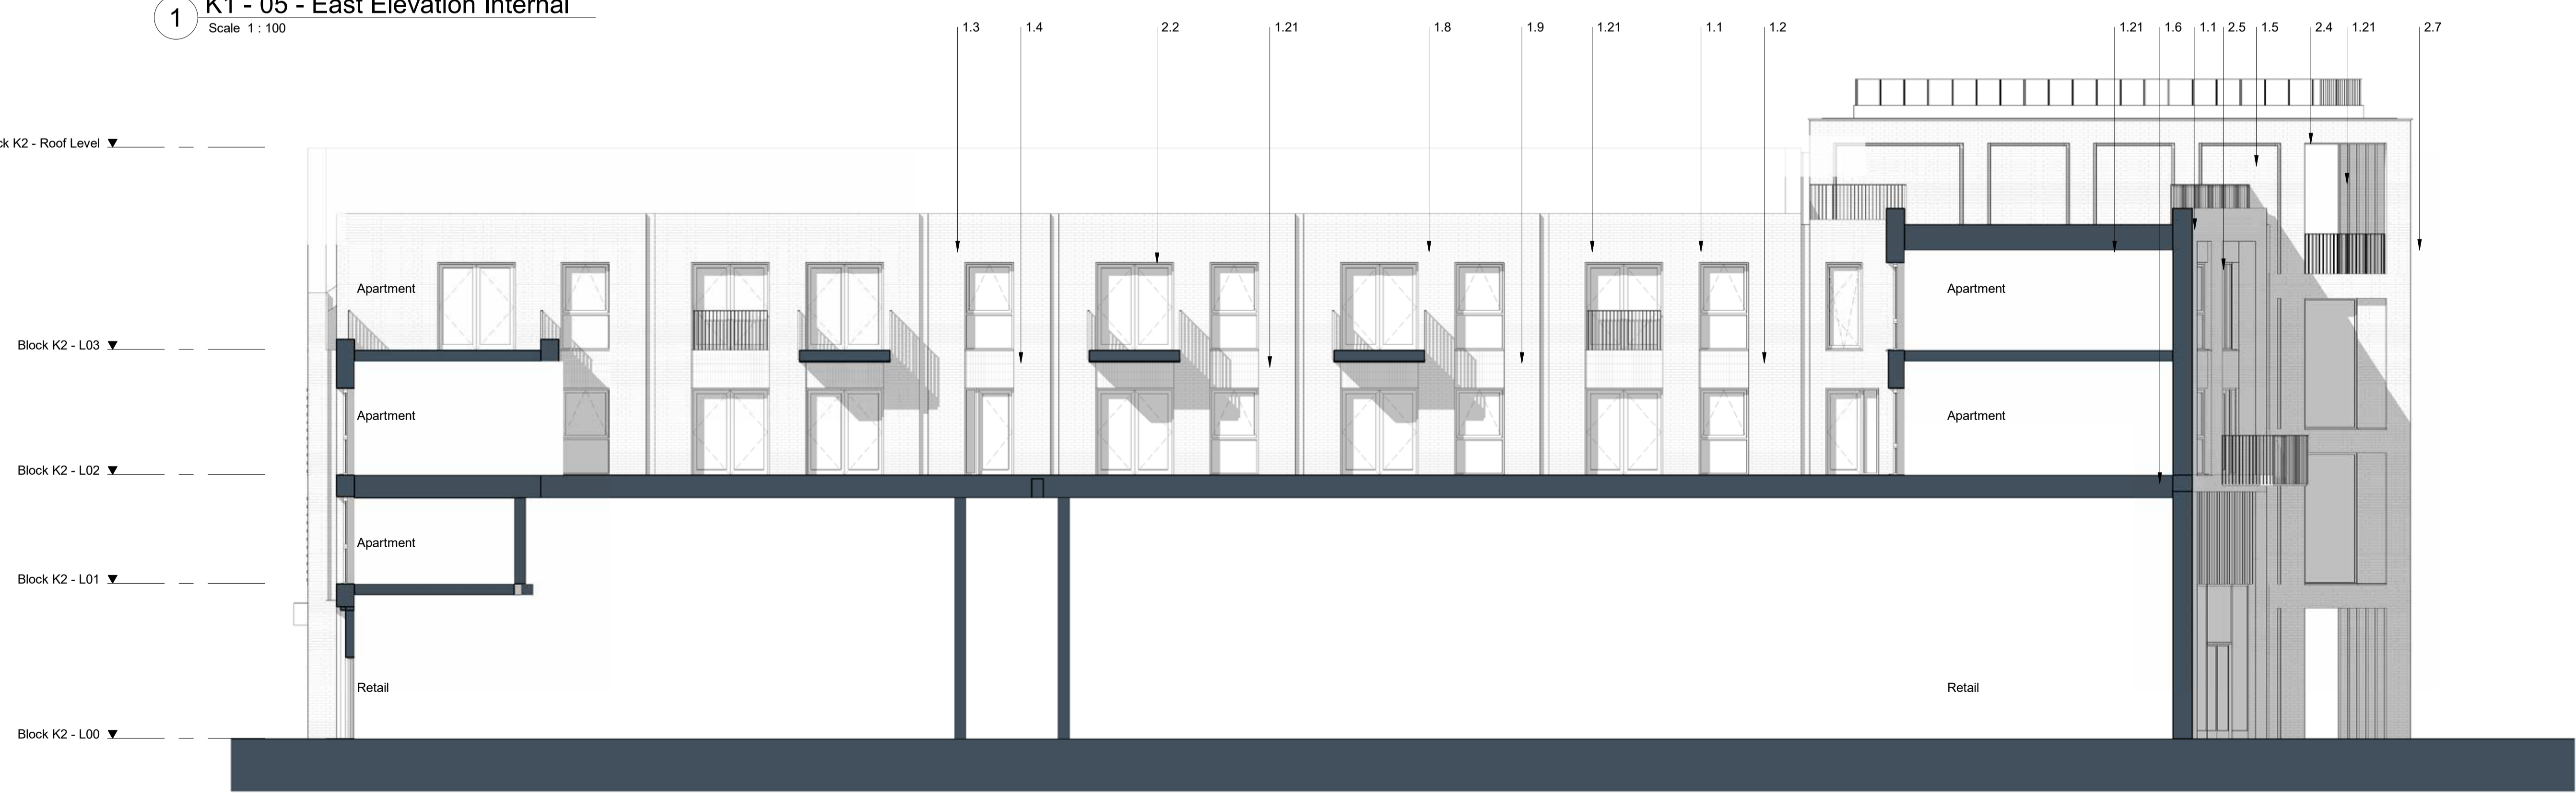 1 K1 - 05 - East Elevation Internal
Scale 1 : 100
1.3 1.4 2.2 1.21 1.8 1.9 1.21 1.1 1.2 1.21 1.6 1.1 2.5 1.5 2.4 1.21 2.7
ck K2 - Roof Level
Apartment Apartment
Block K2 - L03
Apartment Apartment
Block K2 - L02
Apartment
Block K2 - L01
Retail Retail
Block K2 - L00